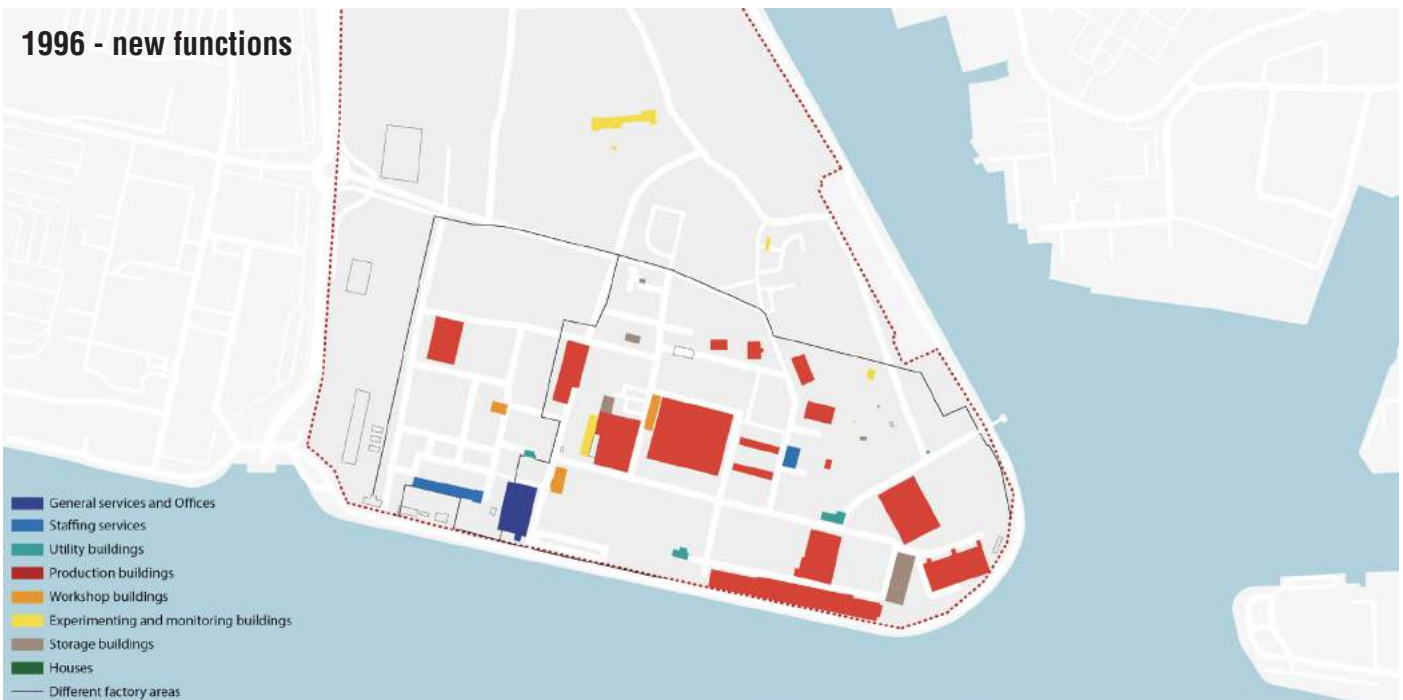 1996 - new functions
General services and Offices
Staffing services
Utility buildings
Production buildings
Workshop buildings
Experimenting and monitoring buildings
Storage buildings
Houses
Different factory areas